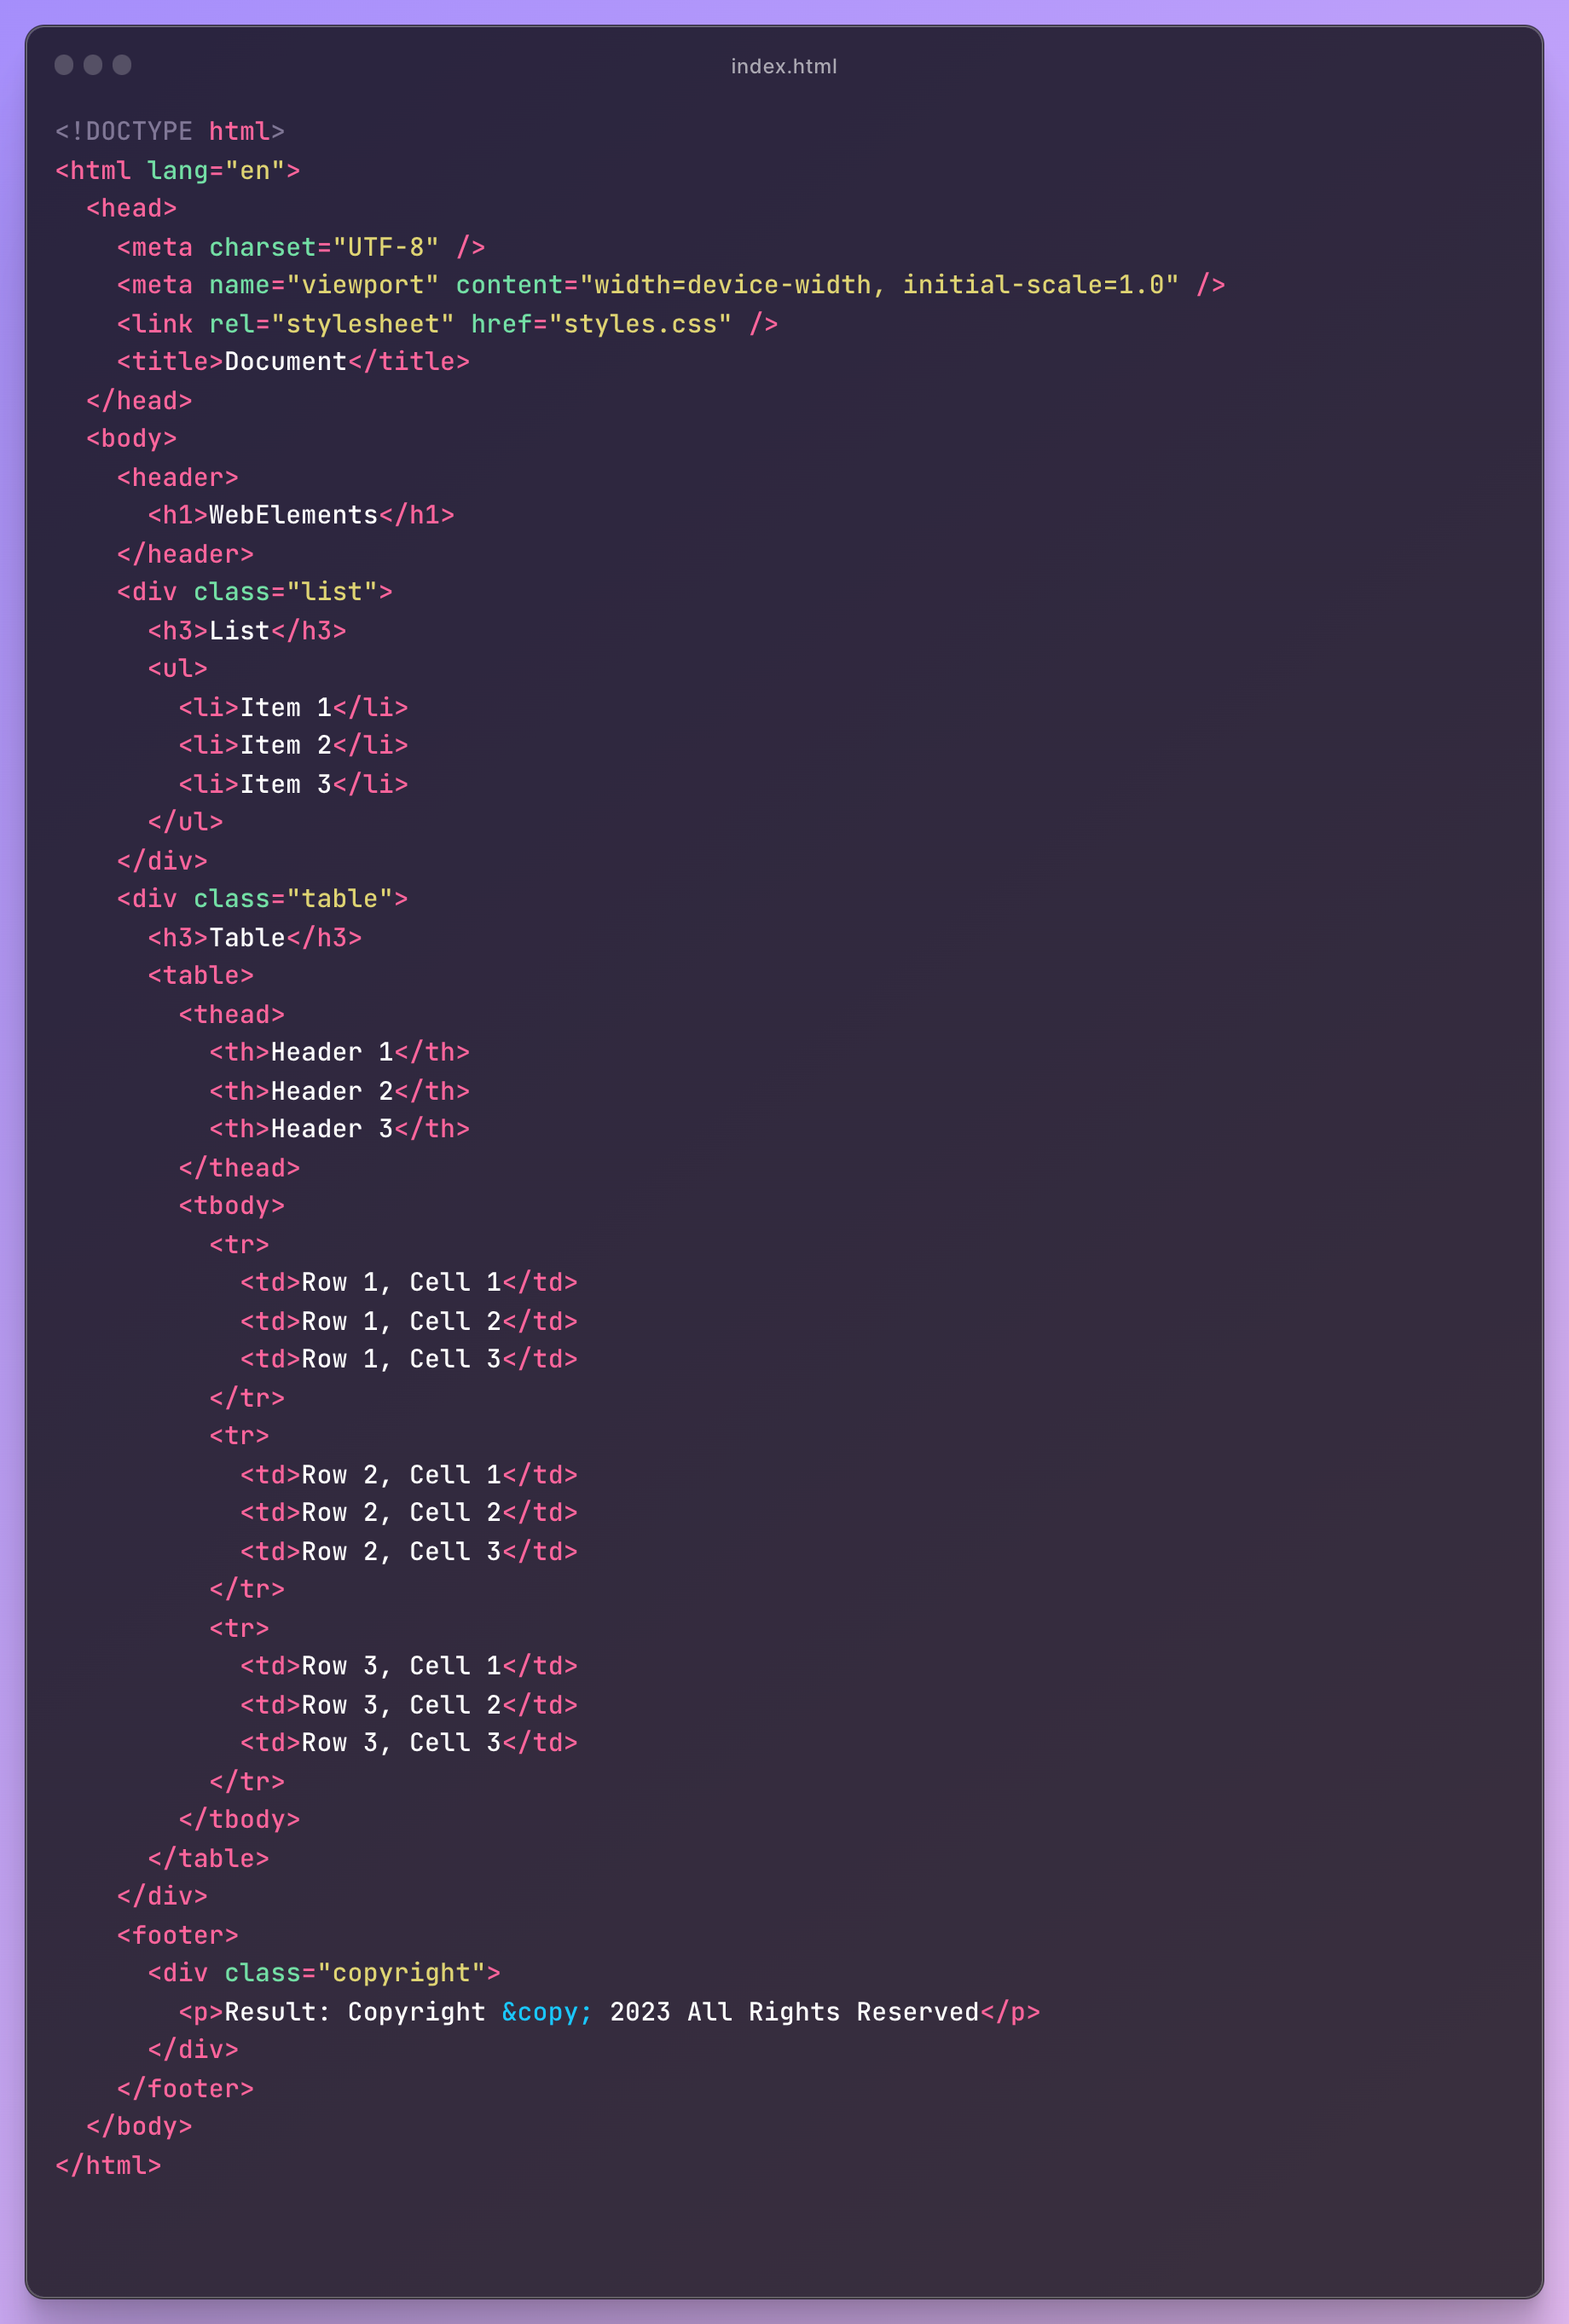 index.html
<!DOCTYPE html>
<html lang="en">
  <head>
    <meta charset="UTF-8" />
    <meta name="viewport" content="width=device-width, initial-scale=1.0" />
    <link rel="stylesheet" href="styles.css" />
    <title>Document</title>
  </head>
  <body>
    <header>
      <h1>WebElements</h1>
    </header>
    <div class="list">
      <h3>List</h3>
      <ul>
        <li>Item 1</li>
        <li>Item 2</li>
        <li>Item 3</li>
      </ul>
    </div>
    <div class="table">
      <h3>Table</h3>
      <table>
        <thead>
          <th>Header 1</th>
          <th>Header 2</th>
          <th>Header 3</th>
        </thead>
        <tbody>
          <tr>
            <td>Row 1, Cell 1</td>
            <td>Row 1, Cell 2</td>
            <td>Row 1, Cell 3</td>
          </tr>
          <tr>
            <td>Row 2, Cell 1</td>
            <td>Row 2, Cell 2</td>
            <td>Row 2, Cell 3</td>
          </tr>
          <tr>
            <td>Row 3, Cell 1</td>
            <td>Row 3, Cell 2</td>
            <td>Row 3, Cell 3</td>
          </tr>
        </tbody>
      </table>
    </div>
    <footer>
      <div class="copyright">
        <p>Result: Copyright &copy; 2023 All Rights Reserved</p>
      </div>
    </footer>
  </body>
</html>